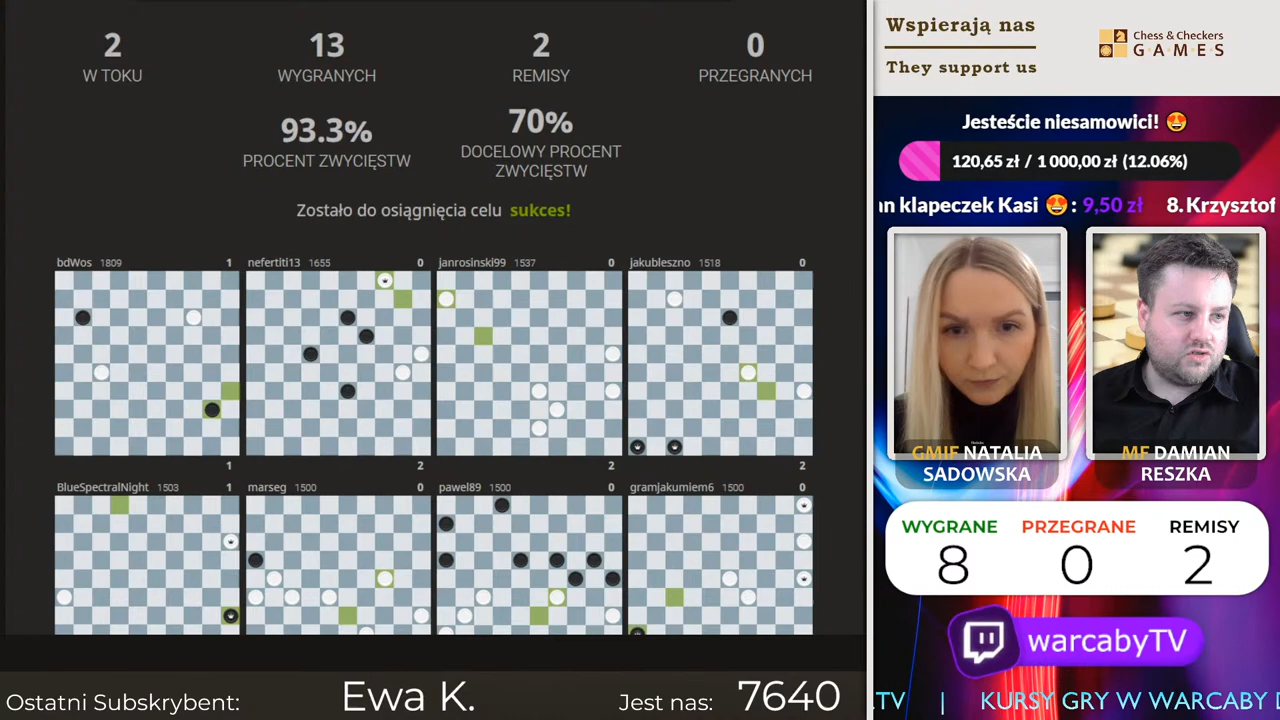 2 13 2 0
W TOKU WYGRANYCH REMISY PRZEGRANYCH
93.3% 70%
PROCENT ZWYCIĘSTW DOCELOWY PROCENT
ZWYCIĘSTW
Zostało do osiągnięcia celu sukces!
bdWos 1809 1 nefertiti13 1655 0 janrosinski99 1537 0 jakubleszno 1518 0
1 2 2 2
BlueSpectralNight 1503 1 marseg 1500 0 pawel89 1500 0 gramjakumiem6 1500 0
Ostatni Subskrybent: Ewa K. Jest nas: 7640
Wspierają nas
They support us
Chess & Checkers
GAMES
Jesteście niesamowici! 😍
120,65 zł / 1 000,00 zł (12.06%)
n klapeczek Kasi 😍 : 9,50 zł 8. Krzysztof
GMIF NATALIA
SADOWSKA
MF DAMIAN
RESZKA
WYGRANE PRZEGRANE REMISY
8 0 2
warcabyTV
.TV | KURSY GRY W WARCABY